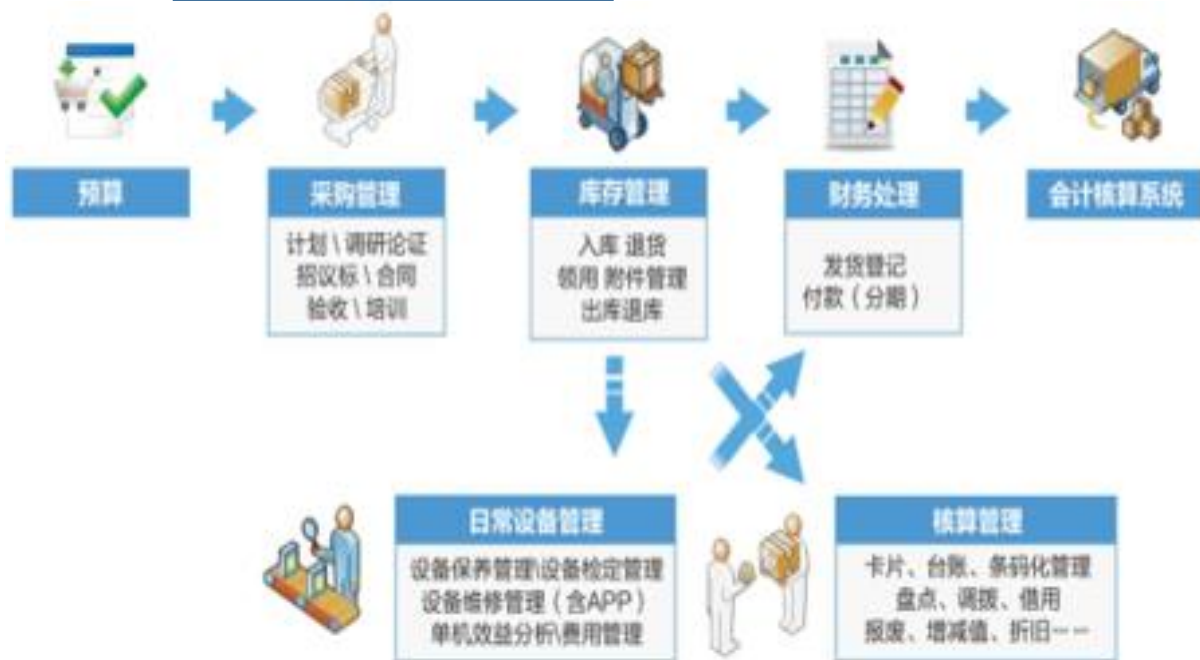 预算
采购管理
计划\调研论证
招议标\合同
验收\培训
库存管理
入库 退货
领用 附件管理
出库退库
财务处理
发货登记
付款（分期）
会计核算系统
日常设备管理
设备保养管理\设备检定管理
设备维修管理（含APP）
单机效益分析\费用管理
核算管理
卡片、台账、条码化管理
盘点、调拨、借用
报废、增减值、折旧--